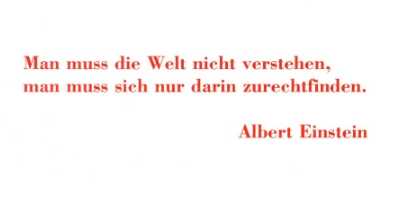 Man muss die Welt nicht verstehen,
man muss sich nur darin zurechtfinden.
Albert Einstein